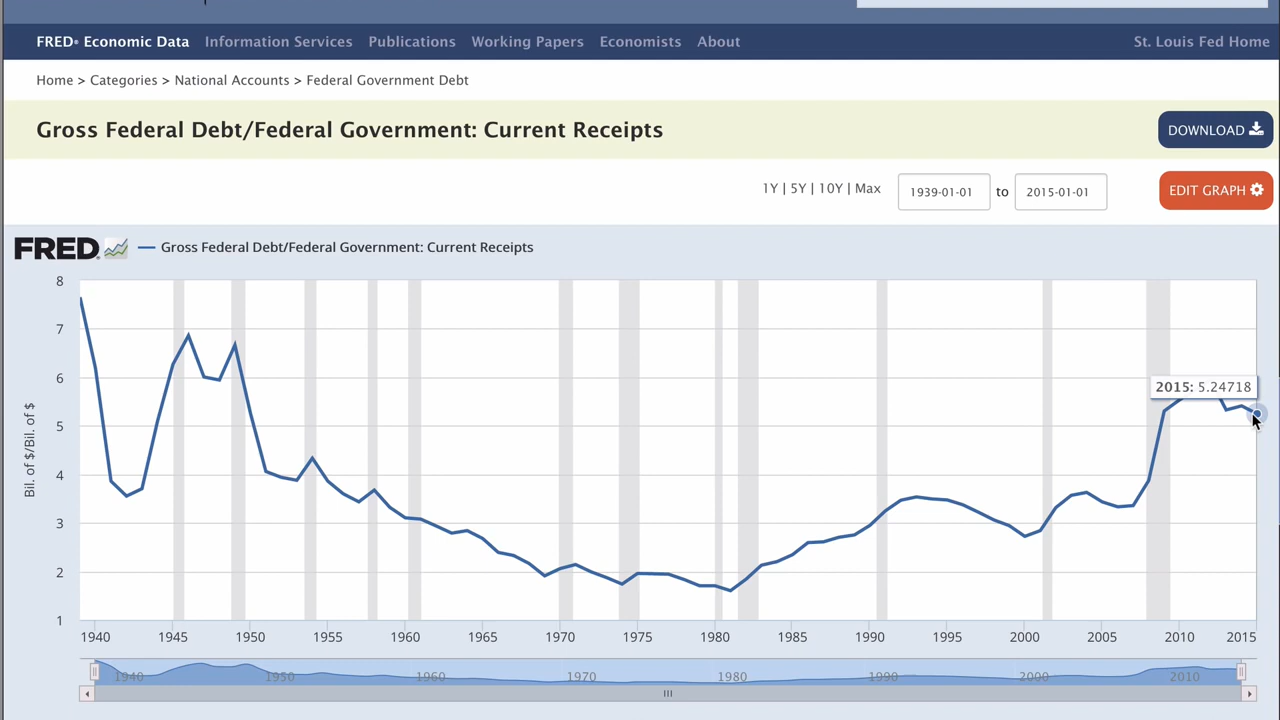 FRED® Economic Data Information Services Publications Working Papers Economists About St. Louis Fed Home
Home > Categories > National Accounts > Federal Government Debt
Gross Federal Debt/Federal Government: Current Receipts
DOWNLOAD
1Y | 5Y | 10Y | Max 1939-01-01 to 2015-01-01
EDIT GRAPH
FRED
Gross Federal Debt/Federal Government: Current Receipts
8
7
6
5
4
3
2
1
Bil. of $/Bil. of $
2015: 5.24718
1940 1945 1950 1955 1960 1965 1970 1975 1980 1985 1990 1995 2000 2005 2010 2015
1940 1950 1960 1970 1980 1990 2000 2010